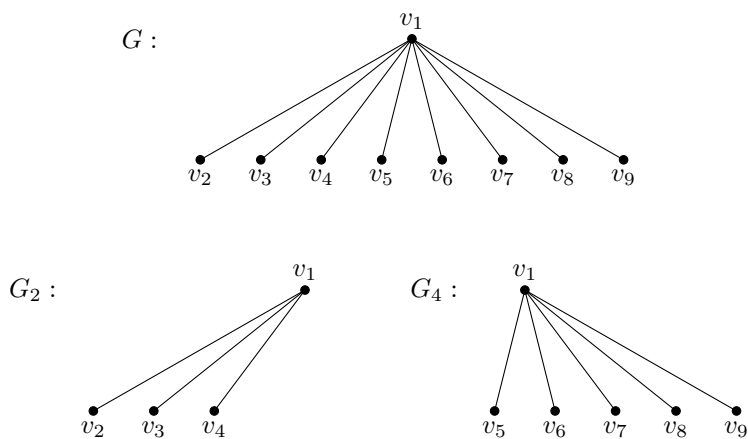 v₁
G :
v₂ v₃ v₄ v₅ v₆ v₇ v₈ v₉
v₁ v₁
G₂ : G₄ :
v₂ v₃ v₄ v₅ v₆ v₇ v₈ v₉